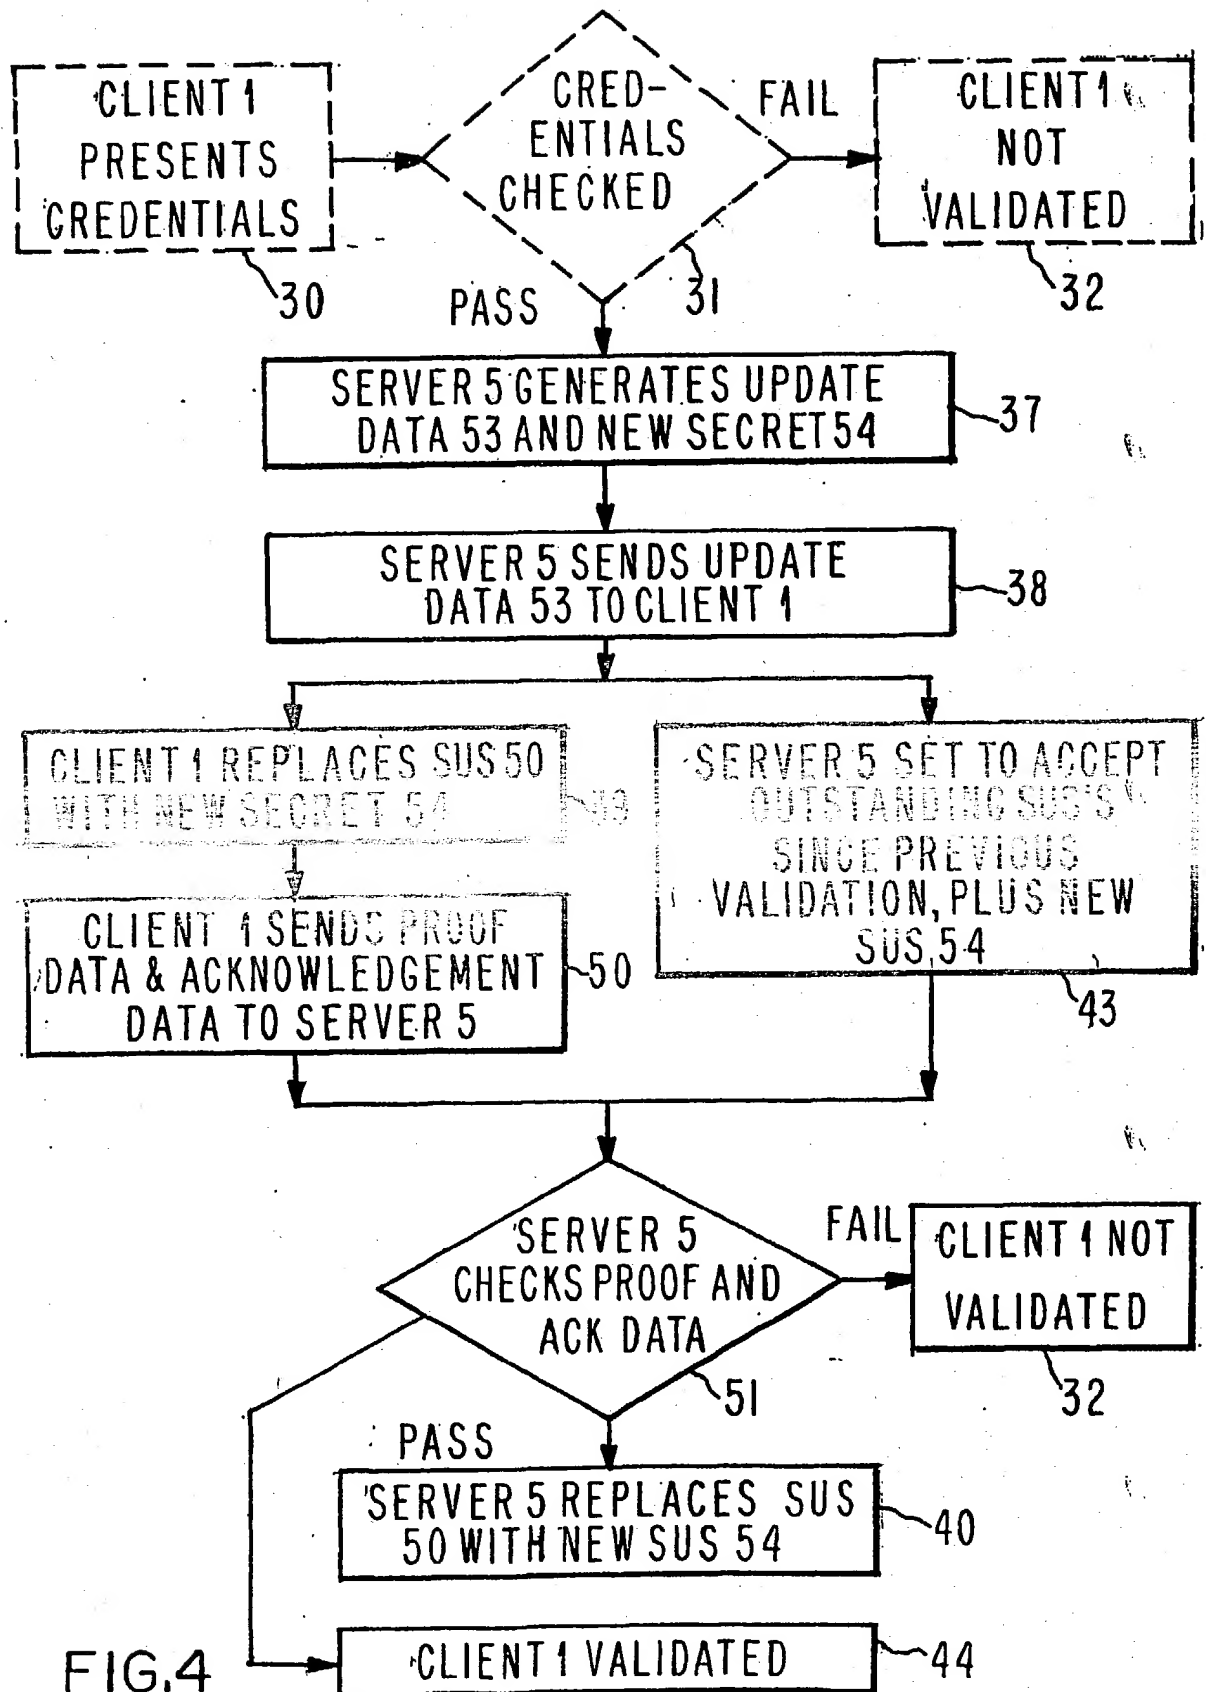 CLIENT 1
PRESENTS
CREDENTIALS
30
CRED-
ENTIALS
CHECKED
31
FAIL
CLIENT 1
NOT
VALIDATED
32
PASS
SERVER 5 GENERATES UPDATE
DATA 53 AND NEW SECRET 54
37
SERVER 5 SENDS UPDATE
DATA 53 TO CLIENT 1
38
CLIENT 1 REPLACES SUS 50
WITH NEW SECRET 54
CLIENT 1 SENDS PROOF
DATA & ACKNOWLEDGEMENT
DATA TO SERVER 5
50
SERVER 5 SET TO ACCEPT
OUTSTANDING SUS'S
SINCE PREVIOUS
VALIDATION, PLUS NEW
SUS 54
43
SERVER 5
CHECKS PROOF AND
ACK DATA
51
FAIL
CLIENT 1 NOT
VALIDATED
32
PASS
SERVER 5 REPLACES SUS
50 WITH NEW SUS 54
40
CLIENT 1 VALIDATED
44
FIG.4